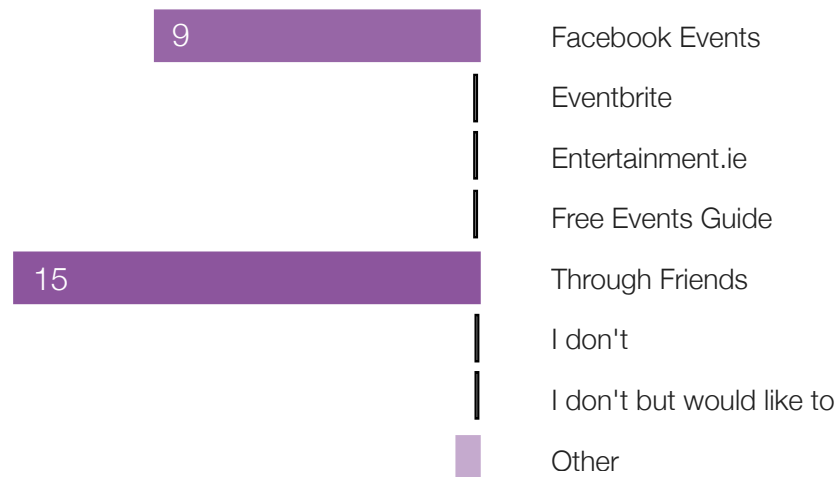 9 Facebook Events
Eventbrite
Entertainment.ie
Free Events Guide
15 Through Friends
I don't
I don't but would like to
Other